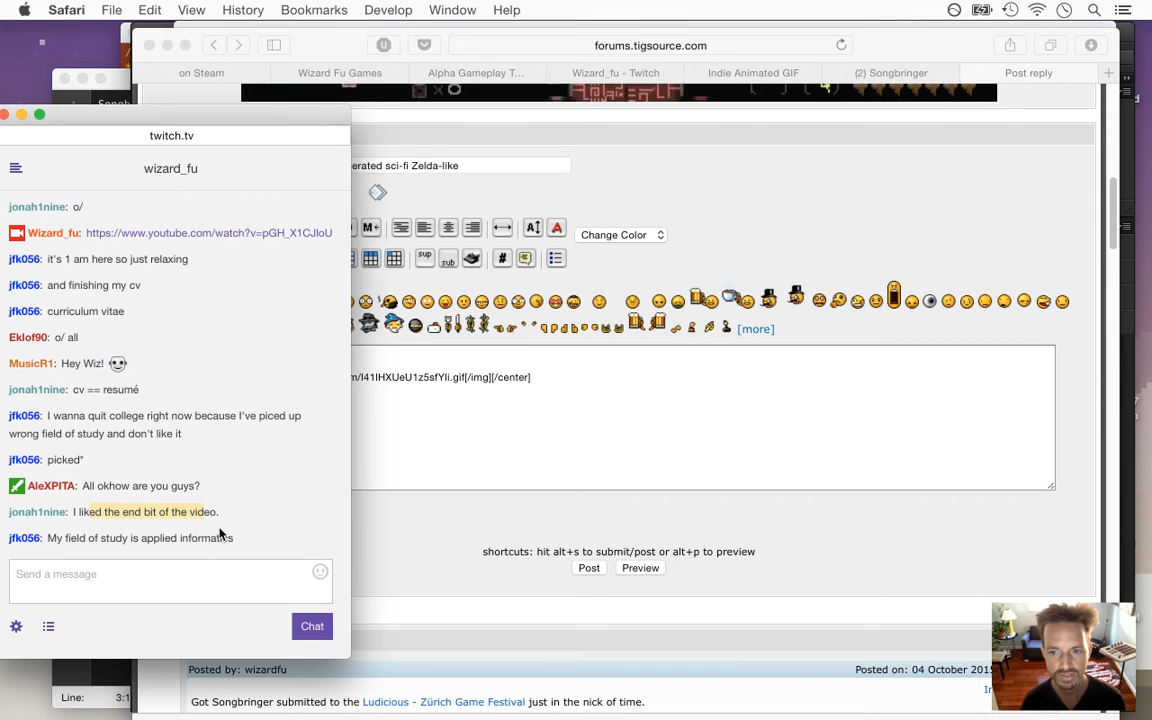 Safari File Edit View History Bookmarks Develop Window Help
forums.tigsource.com
on Steam Wizard Fu Games Alpha Gameplay T... Wizard_fu - Twitch Indie Animated GIF (2) Songbringer Post reply
twitch.tv
wizard_fu
erated sci-fi Zelda-like
Change Color
[more]
m/l41lHXUeU1z5sfYli.gif[/img][/center]
jonah1nine: o/
Wizard_fu: https://www.youtube.com/watch?v=pGH_X1CJloU
jfk056: it's 1 am here so just relaxing
jfk056: and finishing my cv
jfk056: curriculum vitae
Eklof90: o/ all
MusicR1: Hey Wiz!
jonah1nine: cv == resumé
jfk056: I wanna quit college right now because I've piced up
wrong field of study and don't like it
jfk056: picked*
AleXPITA: All okhow are you guys?
jonah1nine: I liked the end bit of the video.
jfk056: My field of study is applied informatics
Send a message
Chat
shortcuts: hit alt+s to submit/post or alt+p to preview
Post Preview
Posted by: wizardfu Posted on: 04 October 201
Got Songbringer submitted to the Ludicious - Zürich Game Festival just in the nick of time.
Line: 3:1